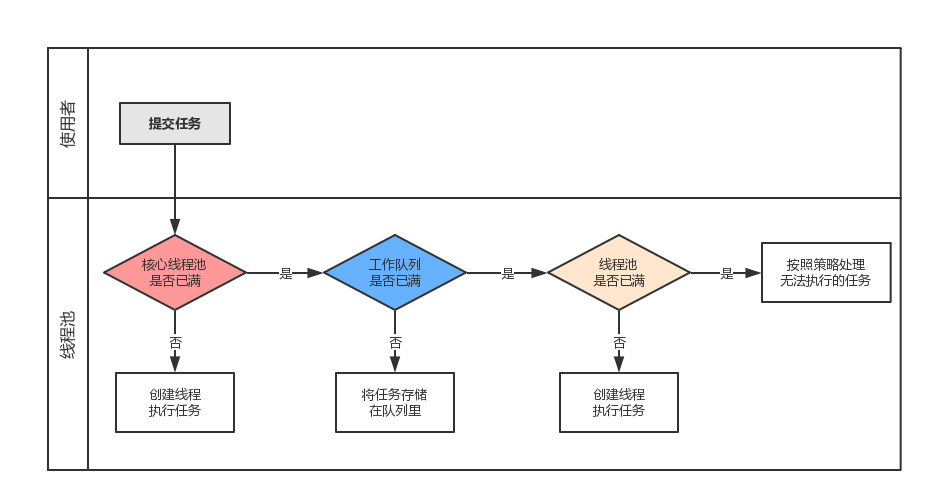 使用者
提交任务
线程池
核心线程池
是否已满
是
工作队列
是否已满
是
线程池
是否已满
是
按照策略处理
无法执行的任务
否
否
否
创建线程
执行任务
将任务存储
在队列里
创建线程
执行任务